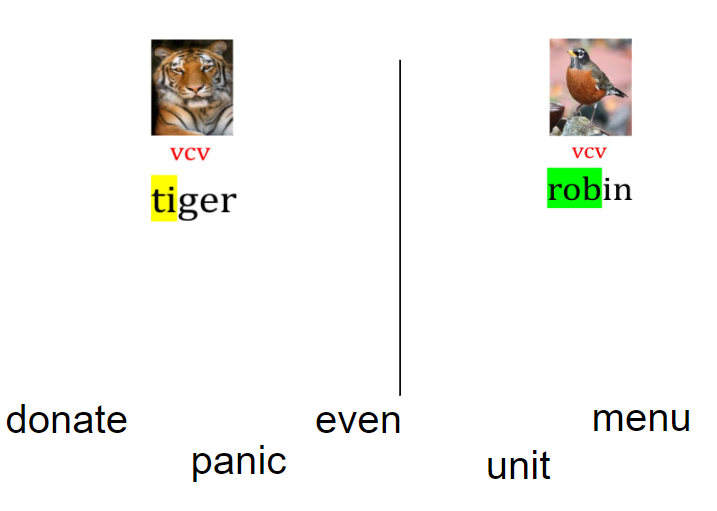 vcv
tiger
vcv
robin
donate
even
menu
panic
unit